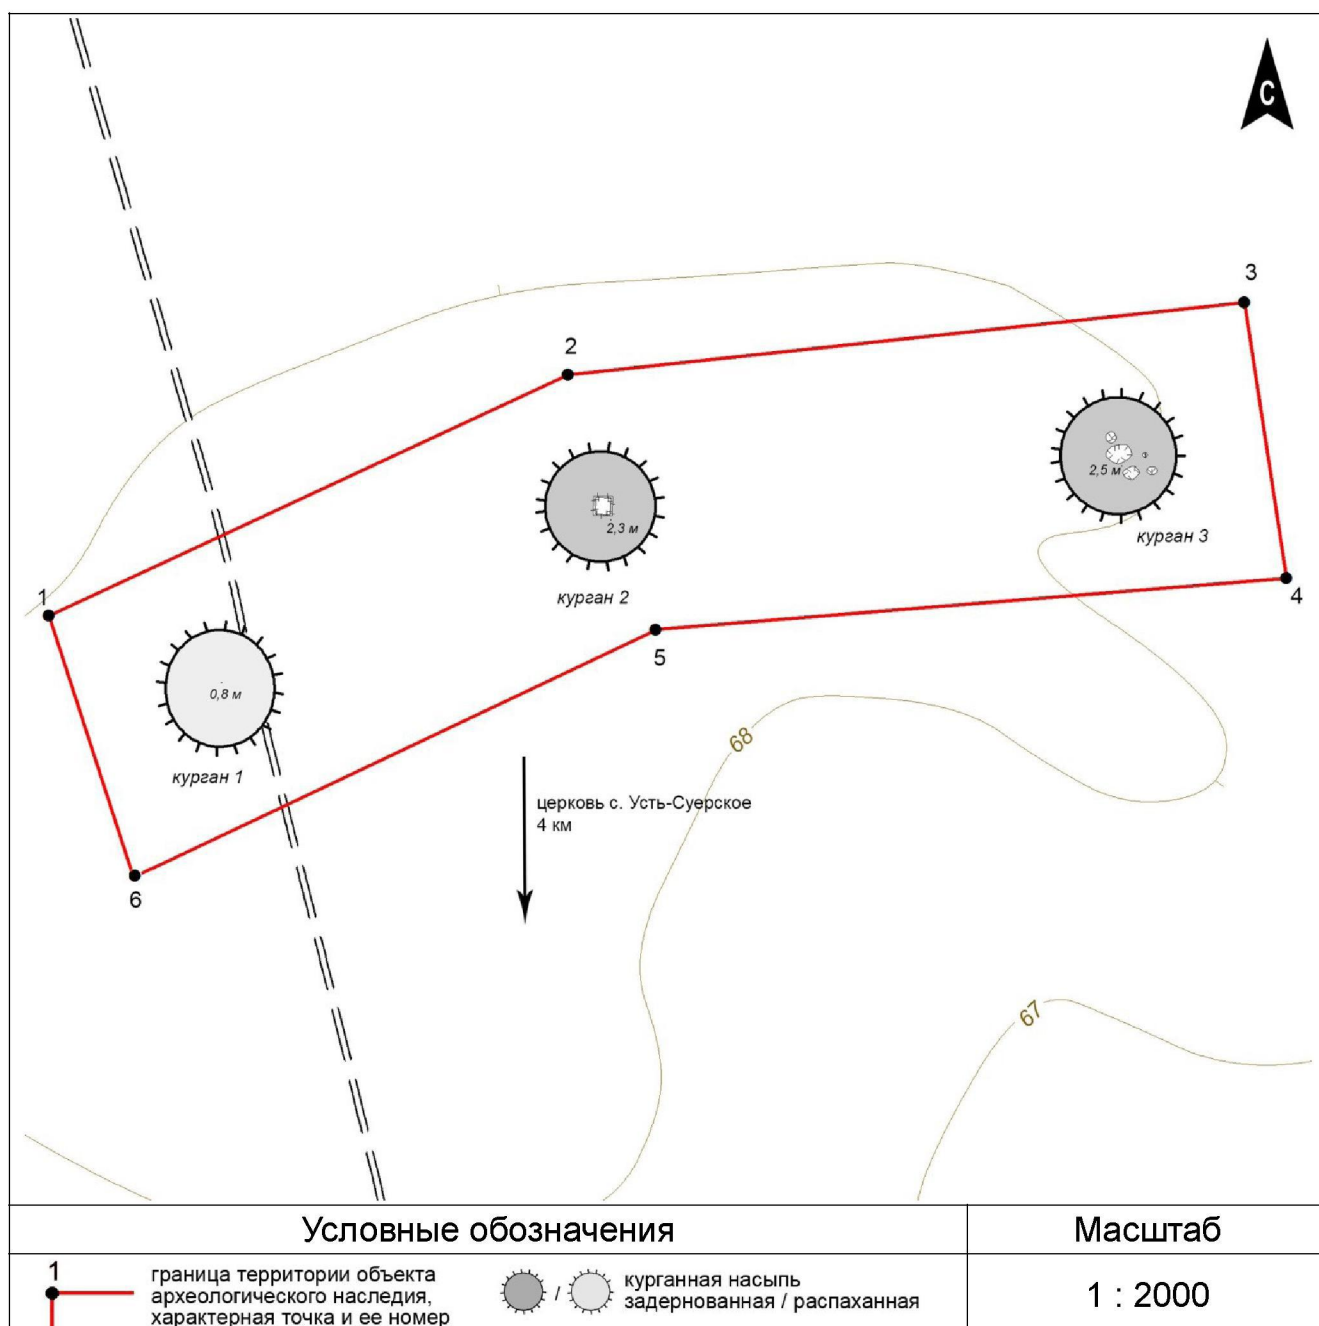 С
3
2
1
2,5 м
курган 3
2,3 м
курган 2
4
5
0,8 м
курган 1
68
церковь с. Усть-Суерское
4 км
6
67
Условные обозначения
Масштаб
1
граница территории объекта
археологического наследия,
характерная точка и ее номер
/
курганная насыпь
задернованная / распаханная
1 : 2000